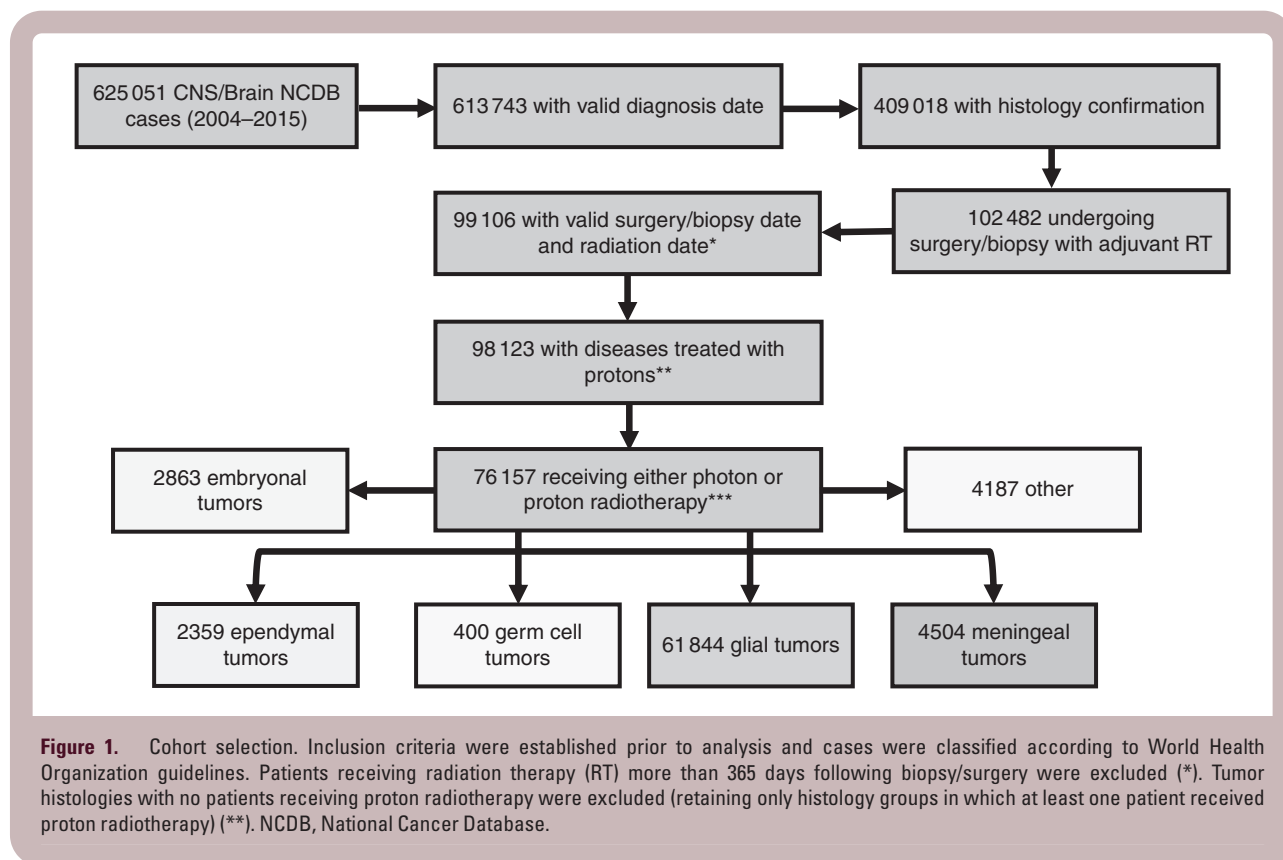 625 051 CNS/Brain NCDB
cases (2004–2015)
613 743 with valid diagnosis date
409 018 with histology confirmation
102 482 undergoing
surgery/biopsy with adjuvant RT
99 106 with valid surgery/biopsy date
and radiation date*
98 123 with diseases treated with
protons**
76 157 receiving either photon or
proton radiotherapy***
2863 embryonal
tumors
4187 other
2359 ependymal
tumors
400 germ cell
tumors
61 844 glial tumors
4504 meningeal
tumors
Figure 1. Cohort selection. Inclusion criteria were established prior to analysis and cases were classified according to World Health
Organization guidelines. Patients receiving radiation therapy (RT) more than 365 days following biopsy/surgery were excluded (*). Tumor
histologies with no patients receiving proton radiotherapy were excluded (retaining only histology groups in which at least one patient received
proton radiotherapy) (**). NCDB, National Cancer Database.